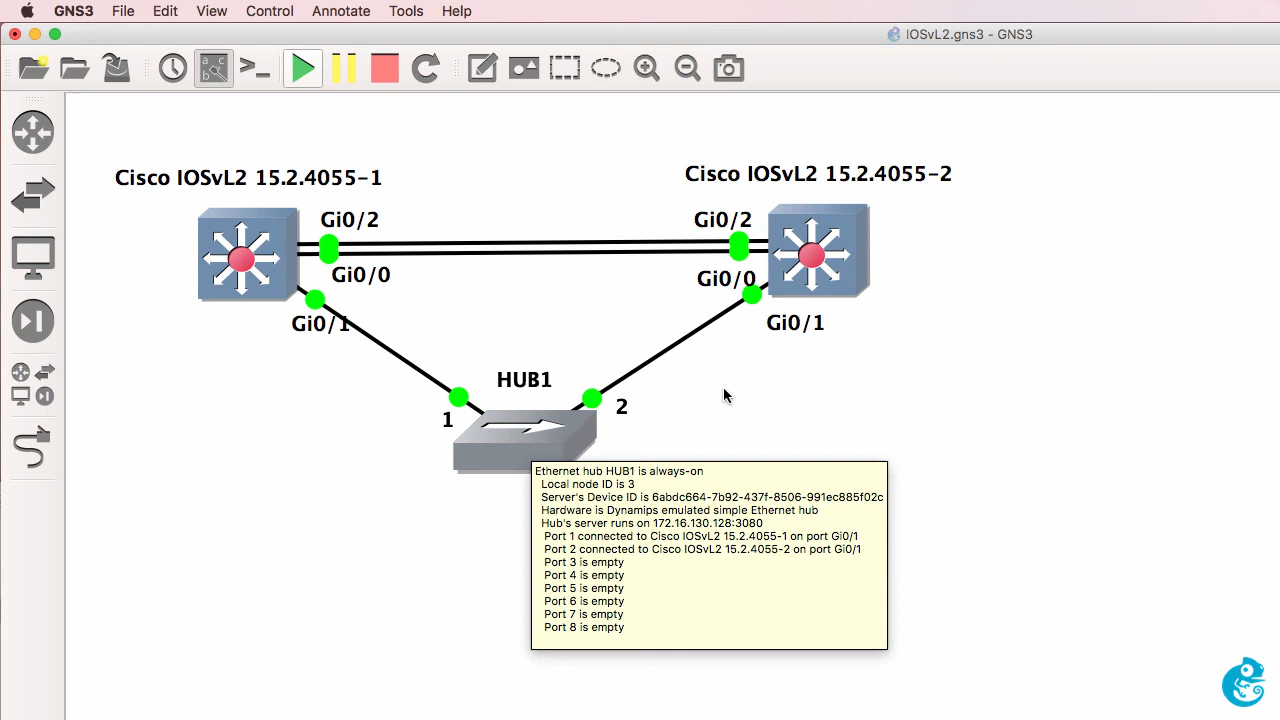 GNS3 File Edit View Control Annotate Tools Help
IOSvL2.gns3 - GNS3
Cisco IOSvL2 15.2.4055-1
Cisco IOSvL2 15.2.4055-2
Gi0/2
Gi0/2
Gi0/0
Gi0/0
Gi0/1
Gi0/1
HUB1
1
2
Ethernet hub HUB1 is always-on
Local node ID is 3
Server's Device ID is 6abdc664-7b92-437f-8506-991ec885f02c
Hardware is Dynamips emulated simple Ethernet hub
Hub's server runs on 172.16.130.128:3080
Port 1 connected to Cisco IOSvL2 15.2.4055-1 on port Gi0/1
Port 2 connected to Cisco IOSvL2 15.2.4055-2 on port Gi0/1
Port 3 is empty
Port 4 is empty
Port 5 is empty
Port 6 is empty
Port 7 is empty
Port 8 is empty